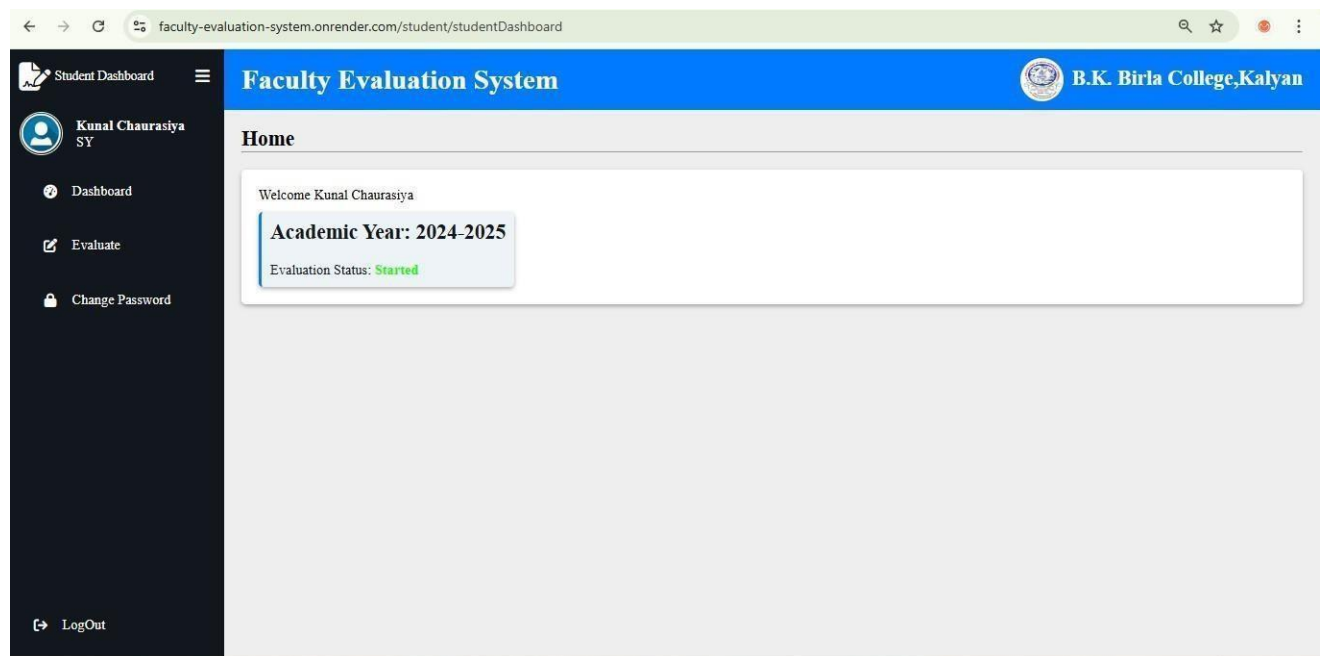 faculty-evaluation-system.onrender.com/student/studentDashboard
Student Dashboard
Faculty Evaluation System
B.K. Birla College,Kalyan
Kunal Chaurasiya
SY
Home
Dashboard
Welcome Kunal Chaurasiya
Academic Year: 2024-2025
Evaluate
Evaluation Status: Started
Change Password
LogOut